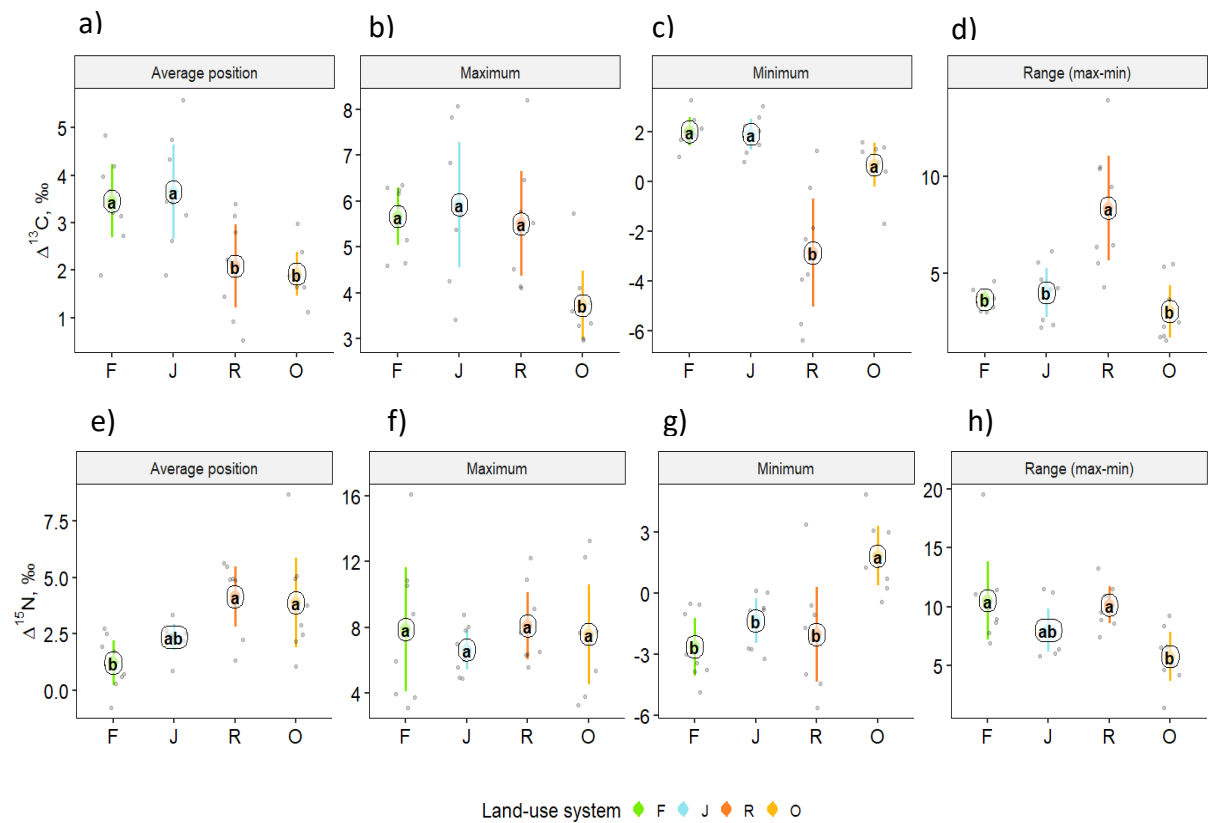 a) b) c) d)
Average position Maximum Minimum Range (max-min)
Δ 13C, ‰
5 4 3 2 1
8 7 6 5 4 3
2 0 -2 -4 -6
10 5
a a b b
a a a b
a a b a
b b a b
F J R O F J R O F J R O F J R O
e) f) g) h)
Average position Maximum Minimum Range (max-min)
Δ 15N, ‰
7.5 5.0 2.5 0.0
16 12 8 4
3 0 -3 -6
20 15 10 5
b ab a a
a a a a
b b b a
a ab a b
F J R O F J R O F J R O F J R O
Land-use system F J R O